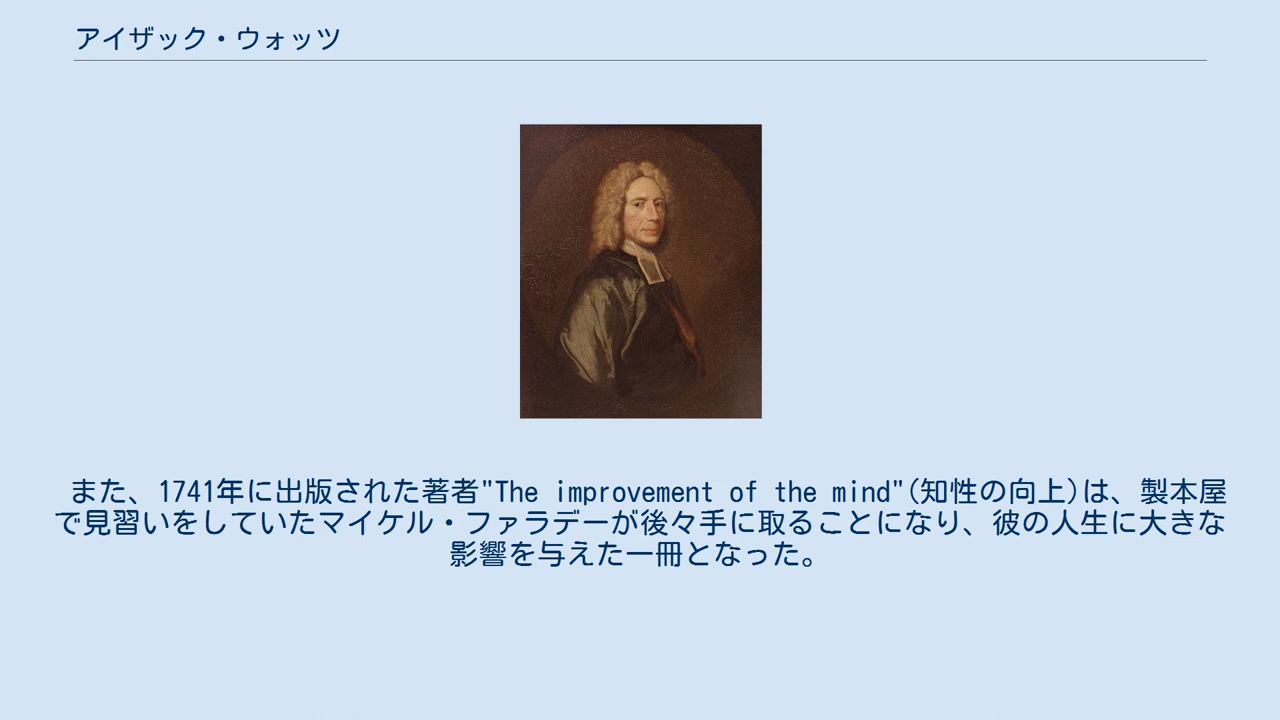 アイザック・ウォッツ
また、1741年に出版された著者"The improvement of the mind"(知性の向上)は、製本屋
で見習いをしていたマイケル・ファラデーが後々手に取ることになり、彼の人生に大きな
影響を与えた一冊となった。